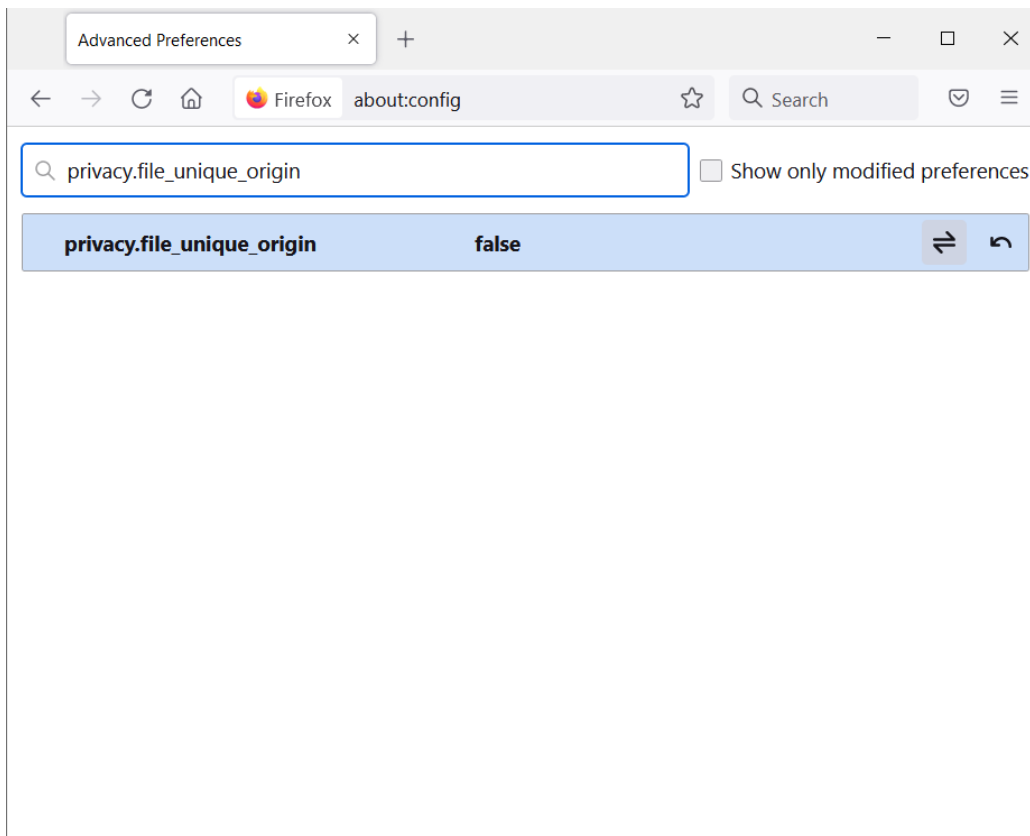 Advanced Preferences
Firefox about:config Search
privacy.file_unique_origin Show only modified preferences
privacy.file_unique_origin false